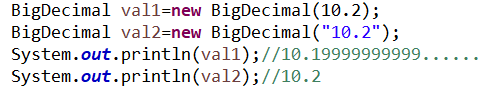 BigDecimal val1=new BigDecimal(10.2);
BigDecimal val2=new BigDecimal("10.2");
System.out.println(val1);//10.19999999999......
System.out.println(val2);//10.2